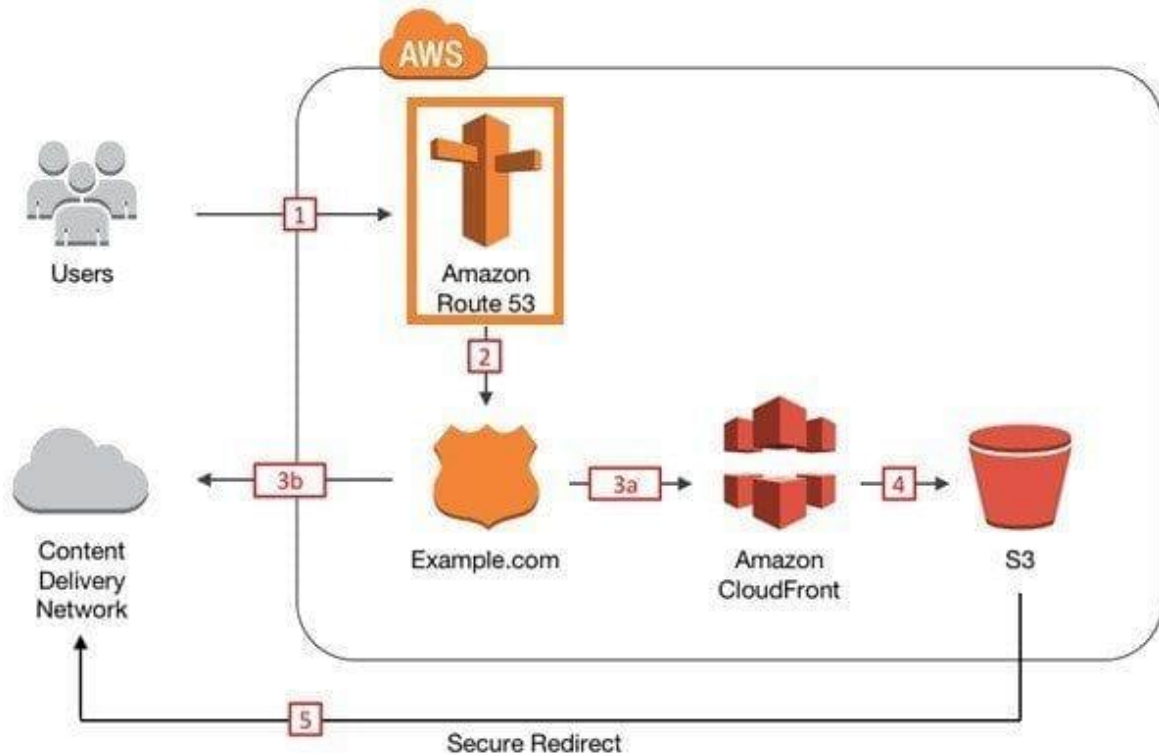 AWS
1
Users
Amazon
Route 53
2
3b
3a
4
Example.com
Content
Delivery
Network
Amazon
CloudFront
S3
5
Secure Redirect